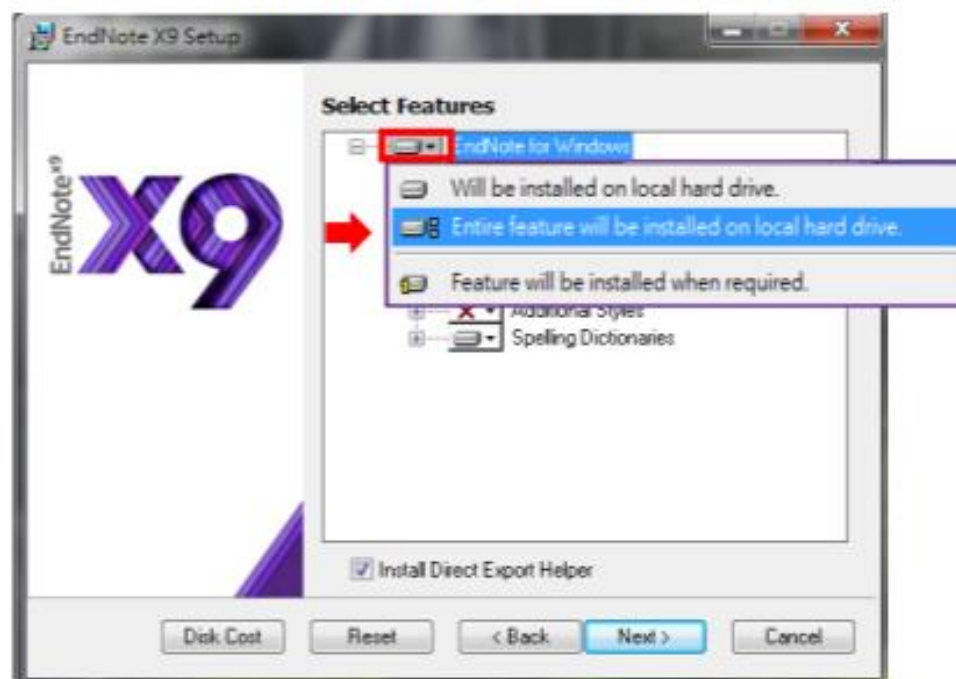 EndNote X9 Setup
EndNote X9
X9
Select Features
EndNote for Windows
Will be installed on local hard drive.
Entire feature will be installed on local hard drive.
Feature will be installed when required.
Additional Styles
Spelling Dictionaries
Install Direct Export Helper
Disk Cost
Reset
< Back
Next >
Cancel